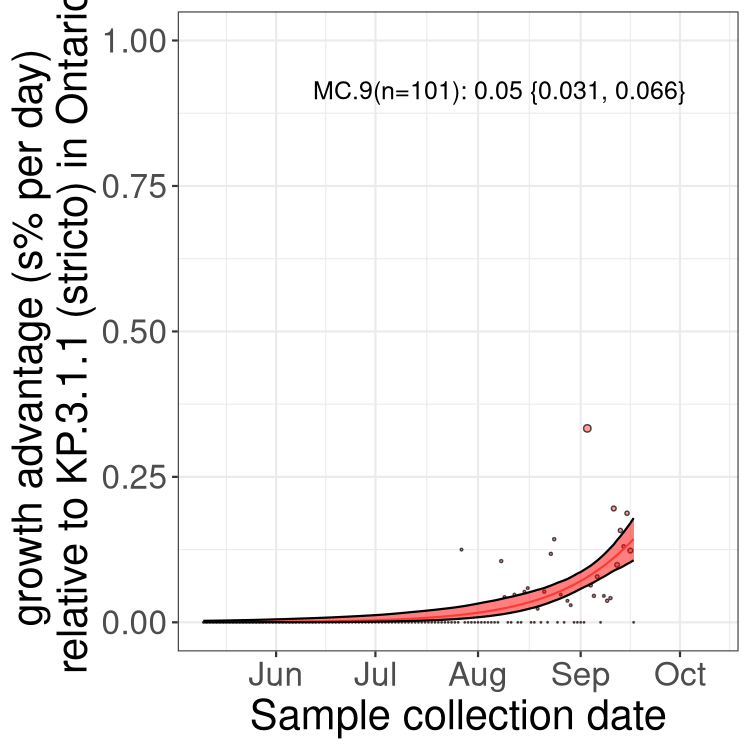 growth advantage (s% per day)
relative to KP.3.1.1 (stricto) in Ontario
1.00
0.75
0.50
0.25
0.00
MC.9(n=101): 0.05 {0.031, 0.066}
Jun Jul Aug Sep Oct
Sample collection date